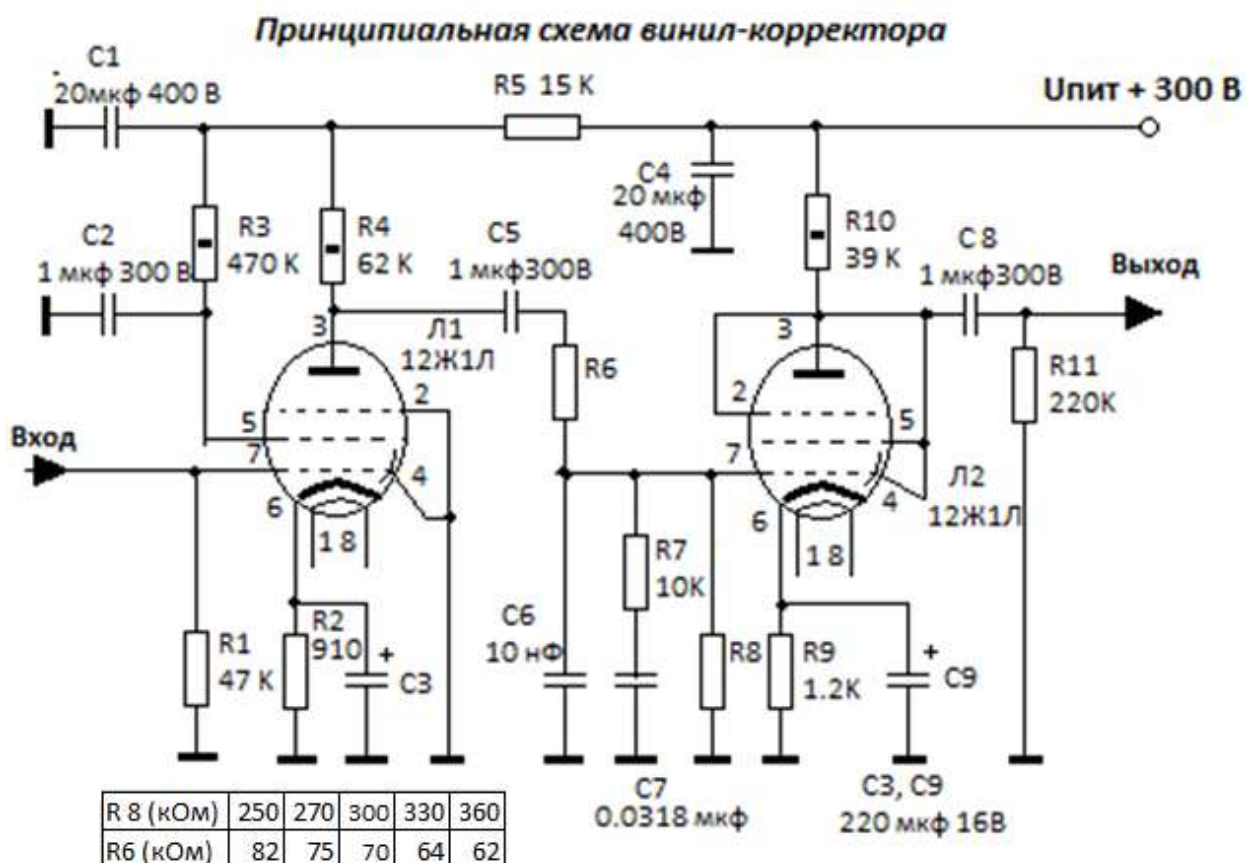 Принципиальная схема винил-корректора
C1
20мкф 400 В
R5 15 K
Uпит + 300 В
C4
20 мкф
400В
C2
1 мкф 300 В
R3
470 K
R4
62 K
C5
1 мкф300В
R10
39 K
C 8
1 мкф300В
Выход
3
Л1
12Ж1Л
2
5
7
4
6
1 8
Вход
R6
3
2
5
7
4
6
1 8
Л2
12Ж1Л
R11
220K
R7
10K
C6
10 нФ
R1
47 K
R2
910
+
C3
R8
R9
1.2K
+
C9
C7
0.0318 мкф
C3, C9
220 мкф 16В
R 8 (кОм) 250 270 300 330 360
R6 (кОм) 82 75 70 64 62